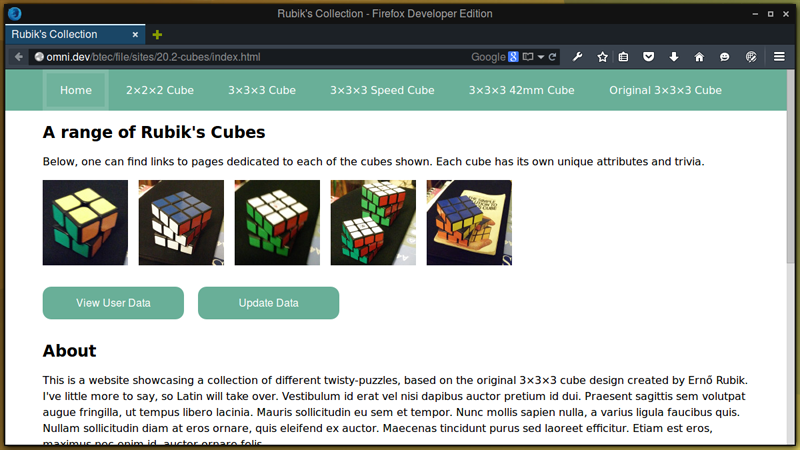 Rubik's Collection - Firefox Developer Edition
Rubik's Collection
omni.dev/btec/file/sites/20.2-cubes/index.html
Google
Home
2×2×2 Cube
3×3×3 Cube
3×3×3 Speed Cube
3×3×3 42mm Cube
Original 3×3×3 Cube
A range of Rubik's Cubes
Below, one can find links to pages dedicated to each of the cubes shown. Each cube has its own unique attributes and trivia.
View User Data
Update Data
About
This is a website showcasing a collection of different twisty-puzzles, based on the original 3×3×3 cube design created by Ernő Rubik.
I've little more to say, so Latin will take over. Vestibulum id erat vel nisi dapibus auctor pretium id dui. Praesent sagittis sem volutpat
augue fringilla, ut tempus libero lacinia. Mauris sollicitudin eu sem et tempor. Nunc mollis sapien nulla, a varius ligula faucibus quis.
Nullam sollicitudin diam at eros ornare, quis eleifend ex auctor. Maecenas tincidunt purus sed laoreet efficitur. Etiam est eros,
maximus nec enim id, auctor ornare felis.